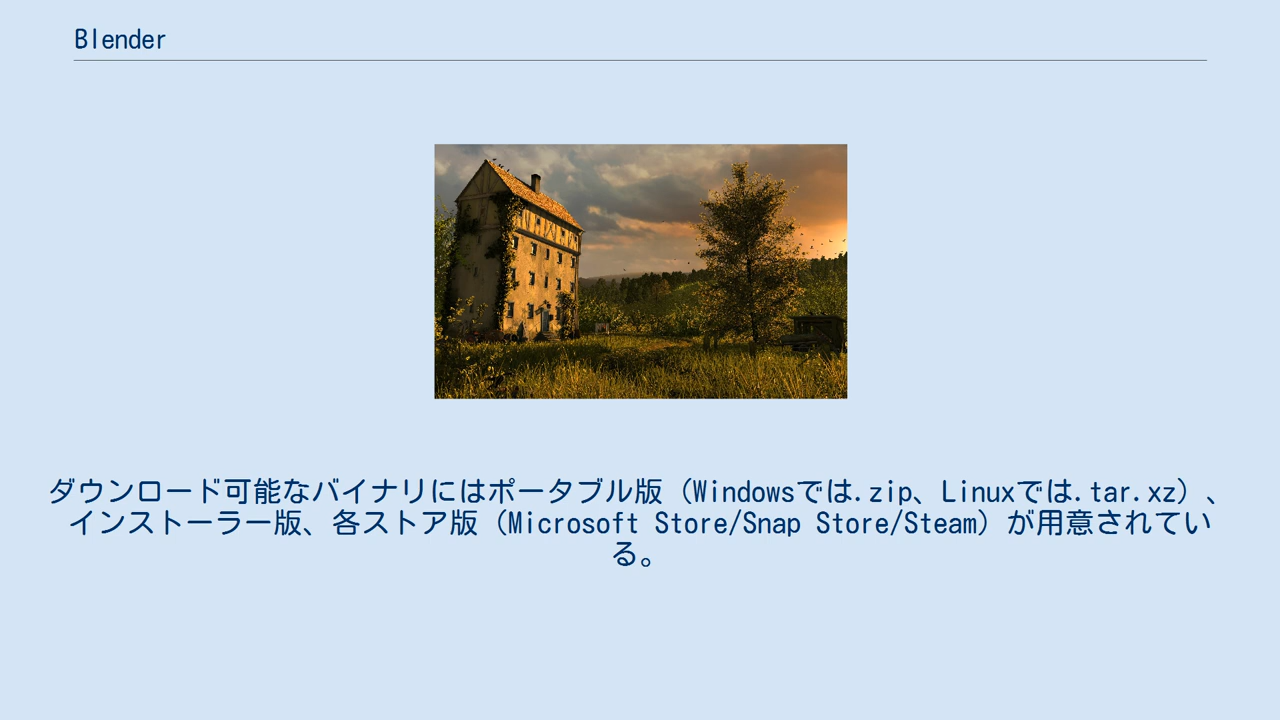 Blender
ダウンロード可能なバイナリにはポータブル版（Windowsでは.zip、Linuxでは.tar.xz）、
インストーラー版、各ストア版（Microsoft Store/Snap Store/Steam）が用意されてい
る。